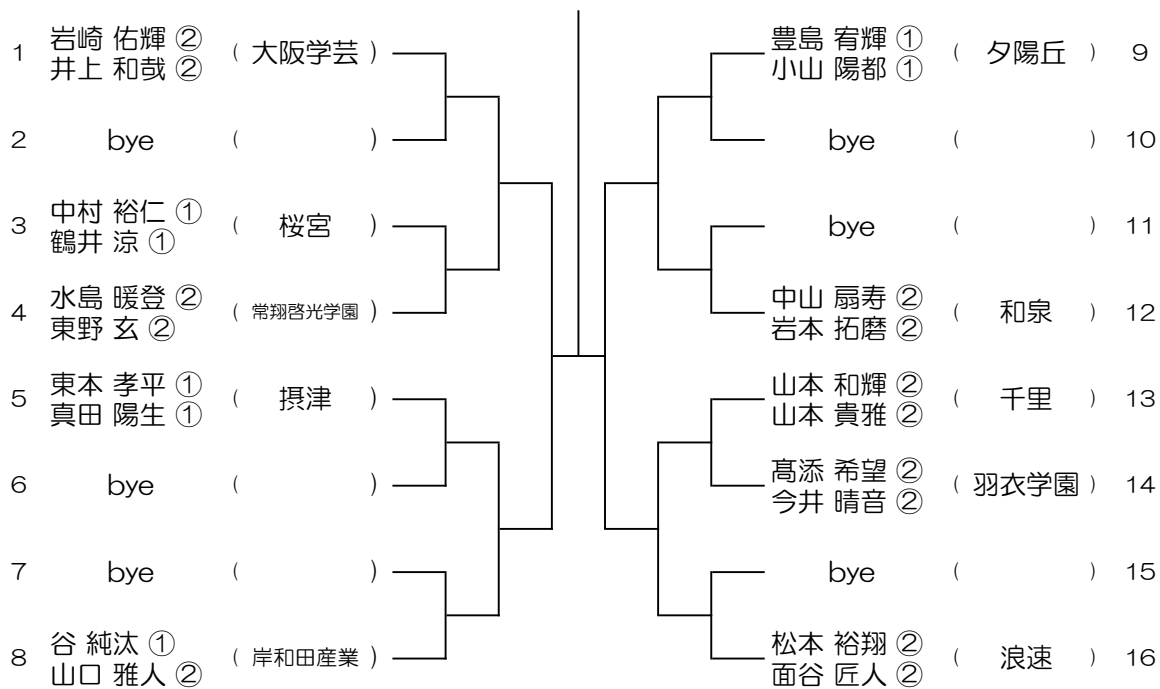 1 岩崎 佑輝 ② ( 大阪学芸 )
井上 和哉 ②
2 bye ( )
3 中村 裕仁 ① ( 桜宮 )
鶴井 涼 ①
4 水島 暖登 ② ( 常翔啓光学園 )
東野 玄 ②
5 東本 孝平 ① ( 摂津 )
真田 陽生 ①
6 bye ( )
7 bye ( )
8 谷 純汰 ① ( 岸和田産業 )
山口 雅人 ②
豊島 宥輝 ① ( 夕陽丘 ) 9
小山 陽都 ①
bye ( ) 10
bye ( ) 11
中山 扇寿 ② ( 和泉 ) 12
岩本 拓磨 ②
山本 和輝 ② ( 千里 ) 13
山本 貴雅 ②
髙添 希望 ② ( 羽衣学園 ) 14
今井 晴音 ②
bye ( ) 15
松本 裕翔 ② ( 浪速 ) 16
面谷 匠人 ②